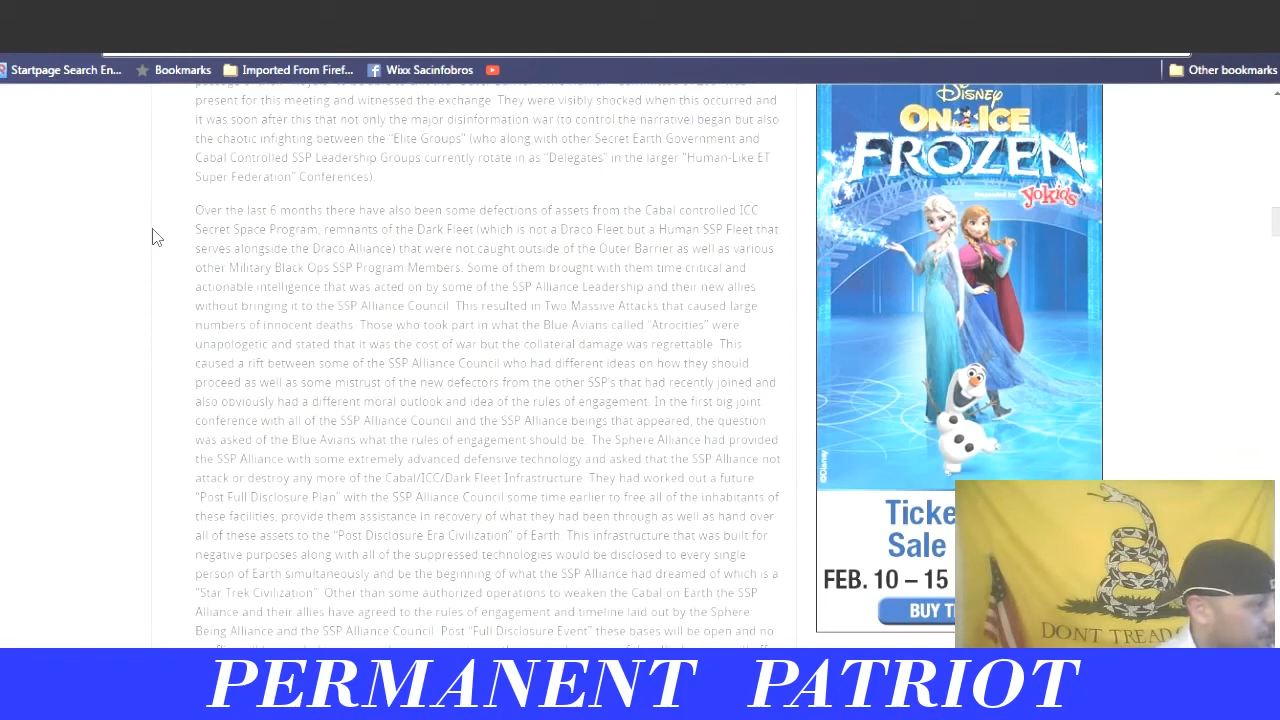 Startpage Search En...
Bookmarks
Imported From Firef...
Wixx Sacinfobros
Other bookmarks
present for this meeting and witnessed the exchange. They were visibly shocked when this occurred and
it was soon after this that not only the major disinformation war (to control the narrative) began but also
the chaotic infighting between the “Elite Groups” (who along with other Secret Earth Government and
Cabal Controlled SSP Leadership Groups currently rotate in as “Delegates” in the larger “Human-Like ET
Super Federation” Conferences).
Over the last 6 months there have also been some defections of assets from the Cabal controlled ICC
Secret Space Program, remnants of the Dark Fleet (which is not a Draco Fleet but a Human SSP Fleet that
serves alongside the Draco Alliance) that were not caught outside of the Outer Barrier as well as various
other Military Black Ops SSP Program Members. Some of them brought with them time critical and
actionable intelligence that was acted on by some of the SSP Alliance Leadership and their new allies
without bringing it to the SSP Alliance Council. This resulted in Two Massive Attacks that caused large
numbers of innocent deaths. Those who took part in what the Blue Avians called “Atrocities” were
unapologetic and stated that it was the cost of war but the collateral damage was regrettable. This
caused a rift between some of the SSP Alliance Council who had different ideas on how they should
proceed as well as some mistrust of the new defectors from the other SSP's that had recently joined and
also obviously had a different moral outlook and idea of the rules of engagement. In the first big joint
conference with all of the SSP Alliance Council and the SSP Alliance beings that appeared, the question
was asked of the Blue Avians what the rules of engagement should be. The Sphere Alliance had provided
the SSP Alliance with some extremely advanced defensive technology and asked that the SSP Alliance not
attack or destroy any more of the Cabal/ICC/Dark Fleet Infrastructure. They had worked out a future
“Post Full Disclosure Plan” with the SSP Alliance Council some time earlier to free all of the inhabitants of
these facilities, provide them assistance in recovery of what they had been through as well as hand over
all of these assets to the “Post Disclosure Era Civilization” of Earth. This infrastructure that was built for
negative purposes along with all of the suppressed technologies would be disclosed to every single
person of Earth simultaneously and be the beginning of what the SSP Alliance had dreamed of which is a
“Star Trek Civilization”. Other than some authorized operations to weaken the Cabal on Earth the SSP
Alliance and their allies have agreed to the rules of engagement and timeline laid out by the Sphere
Being Alliance and the SSP Alliance Council. Post “Full Disclosure Event” these bases will be open and no
Disney
ON ICE
FROZEN
Presented by YoKids
©Disney
Ticke
Sale
FEB. 10 – 15
BUY TI
DONT TREAD
PERMANENT PATRIOT